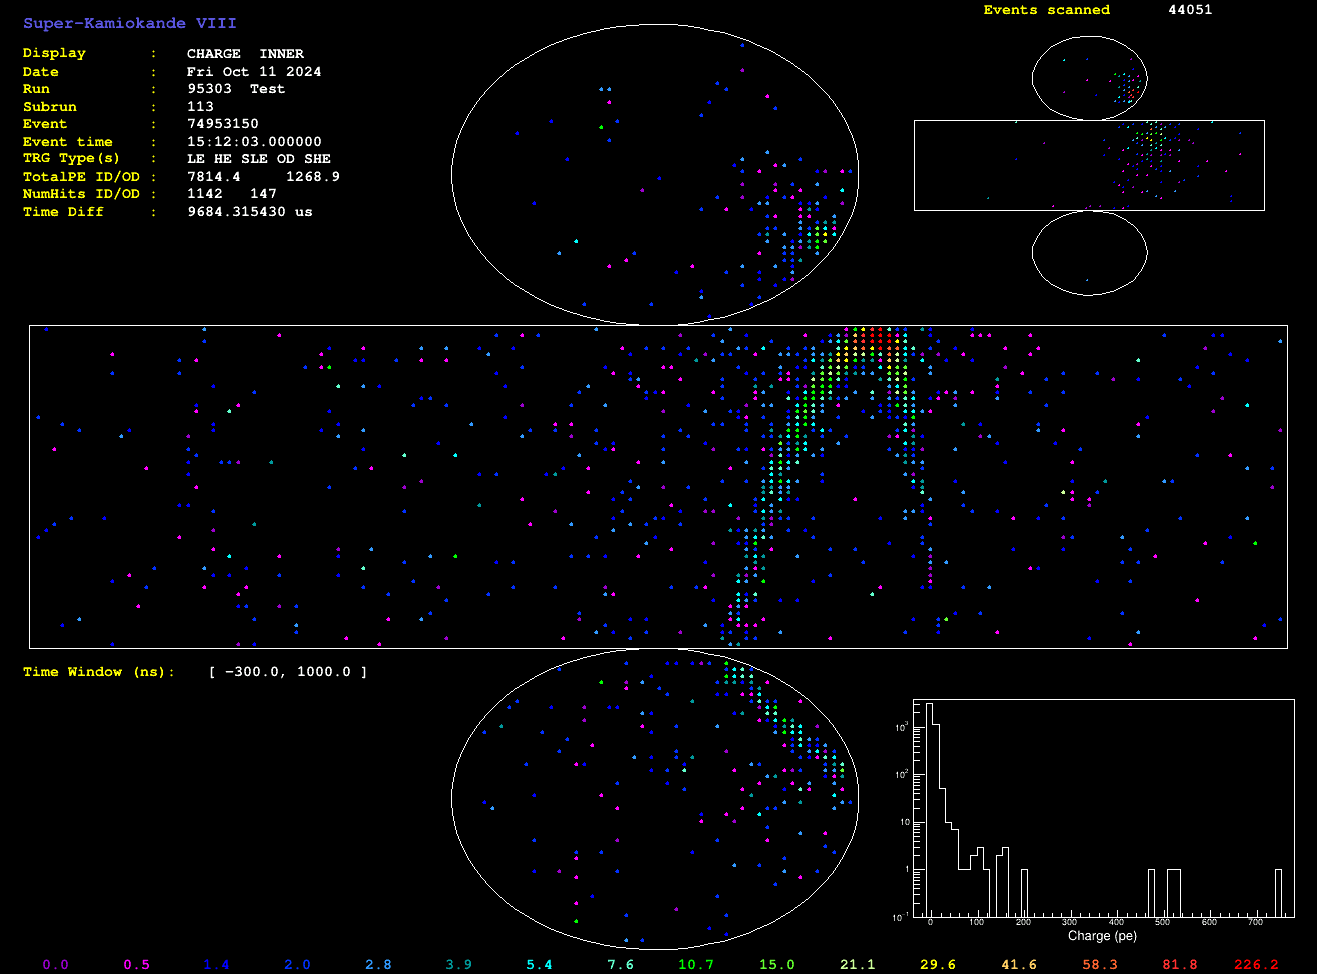 Super-Kamiokande VIII
Events scanned 44051
Display : CHARGE INNER
Date : Fri Oct 11 2024
Run : 95303 Test
Subrun : 113
Event : 74953150
Event time : 15:12:03.000000
TRG Type(s) : LE HE SLE OD SHE
TotalPE ID/OD : 7814.4 1268.9
NumHits ID/OD : 1142 147
Time Diff : 9684.315430 us
Time Window (ns): [ -300.0, 1000.0 ]
10³
10²
10
1
10⁻¹
0 100 200 300 400 500 600 700
Charge (pe)
0.0 0.5 1.4 2.0 2.8 3.9 5.4 7.6 10.7 15.0 21.1 29.6 41.6 58.3 81.8 226.2